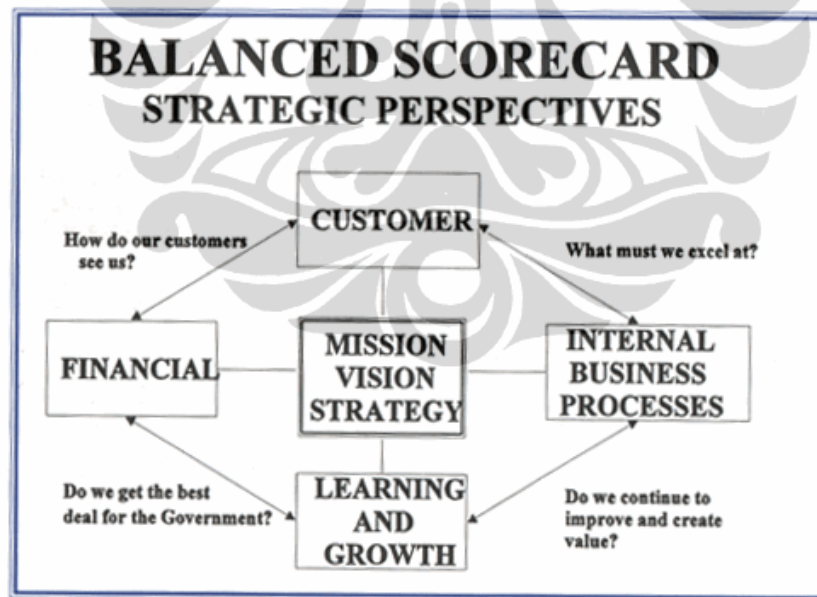 BALANCED SCORECARD
STRATEGIC PERSPECTIVES
CUSTOMER
How do our customers
see us?
What must we excel at?
FINANCIAL
MISSION
VISION
STRATEGY
INTERNAL
BUSINESS
PROCESSES
Do we get the best
deal for the Government?
LEARNING
AND
GROWTH
Do we continue to
improve and create
value?